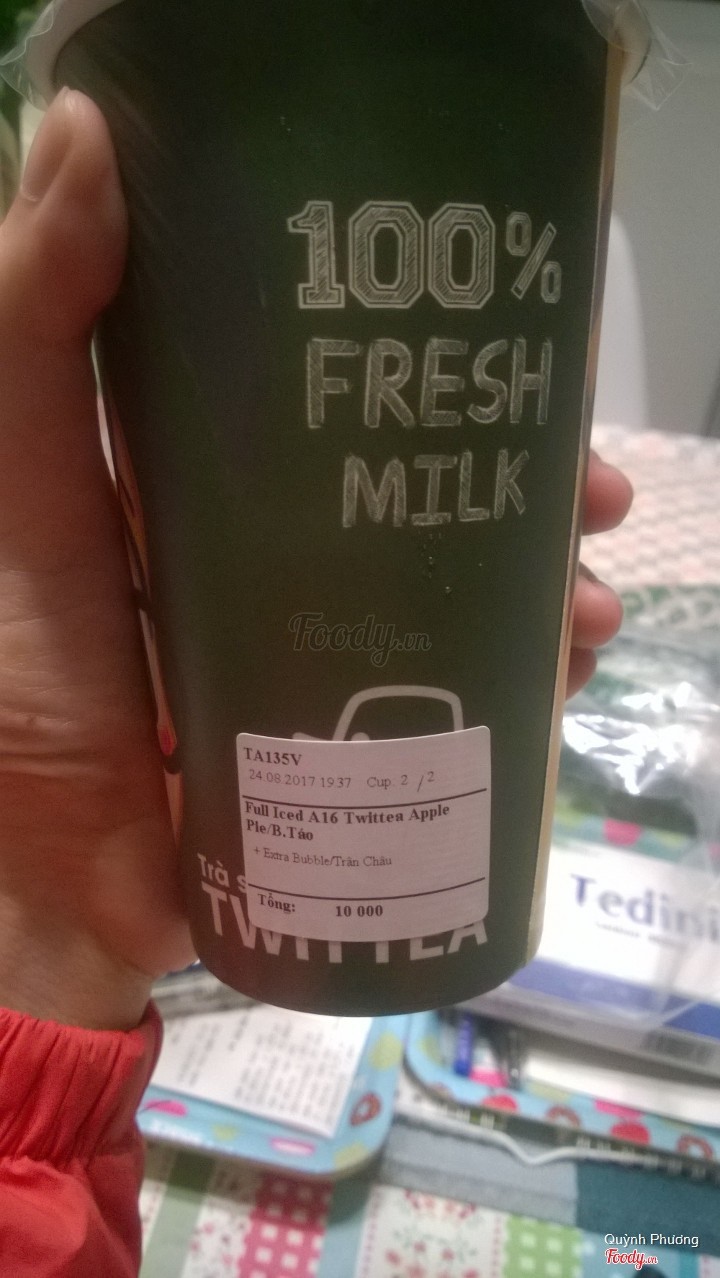 100%
FRESH
MILK
Foody.vn
TA135V
24.08.2017 19:37 Cup: 2 / 2
Full Iced A16 Twittea Apple
Pie/B.Táo
+ Extra Bubble/Trân Châu
Tổng: 10 000
Trà s
TWITTEA
Tedini
Quỳnh Phương
Foody.vn